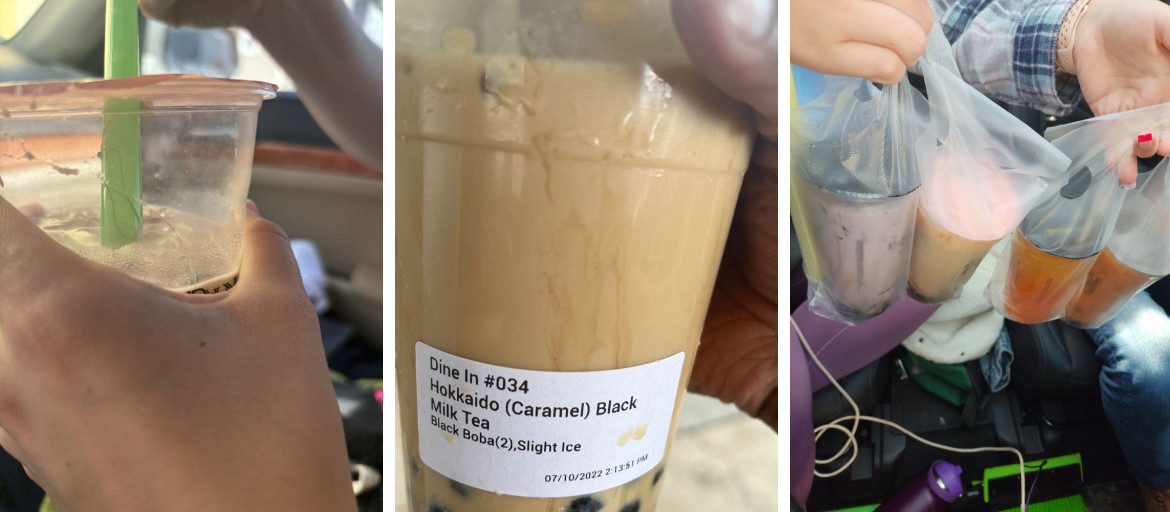 Dine In #034
Hokkaido (Caramel) Black
Milk Tea
Black Boba(2),Slight Ice
07/10/2022 2:13:51 PM